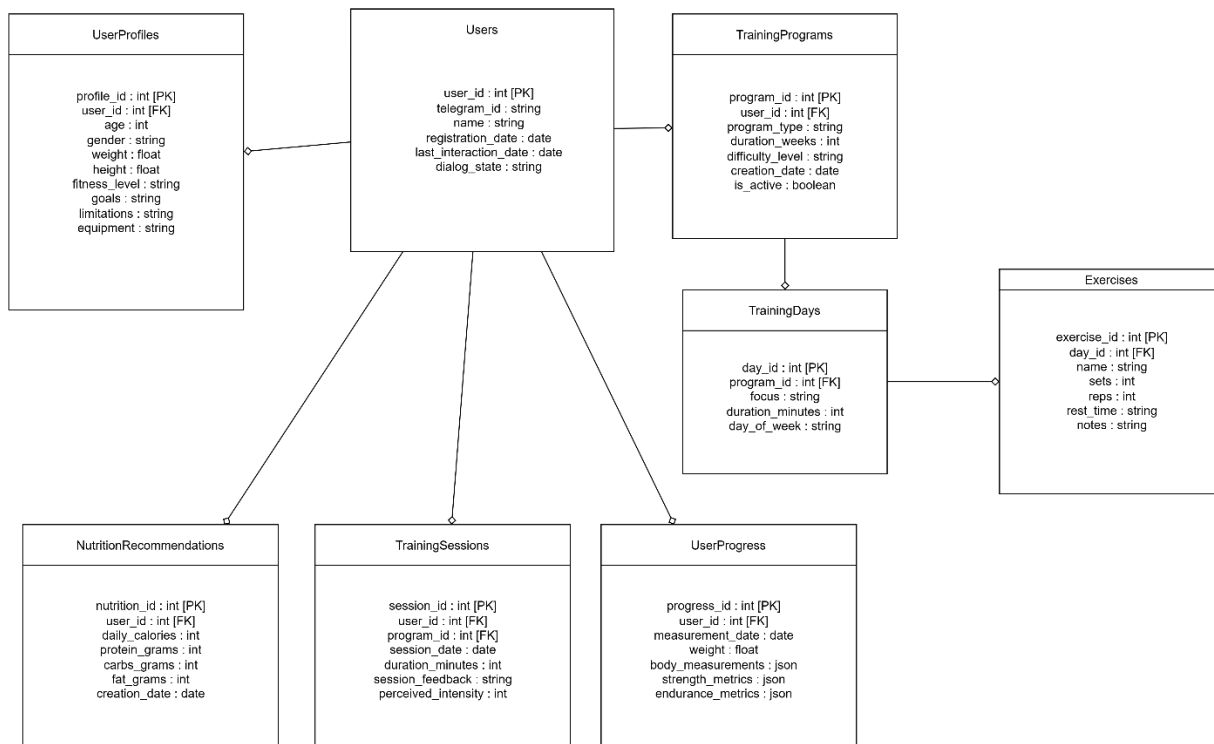 UserProfiles
profile_id : int [PK]
user_id : int [FK]
age : int
gender : string
weight : float
height : float
fitness_level : string
goals : string
limitations : string
equipment : string
Users
user_id : int [PK]
telegram_id : string
name : string
registration_date : date
last_interaction_date : date
dialog_state : string
TrainingPrograms
program_id : int [PK]
user_id : int [FK]
program_type : string
duration_weeks : int
difficulty_level : string
creation_date : date
is_active : boolean
TrainingDays
day_id : int [PK]
program_id : int [FK]
focus : string
duration_minutes : int
day_of_week : string
Exercises
exercise_id : int [PK]
day_id : int [FK]
name : string
sets : int
reps : int
rest_time : string
notes : string
NutritionRecommendations
nutrition_id : int [PK]
user_id : int [FK]
daily_calories : int
protein_grams : int
carbs_grams : int
fat_grams : int
creation_date : date
TrainingSessions
session_id : int [PK]
user_id : int [FK]
program_id : int [FK]
session_date : date
duration_minutes : int
session_feedback : string
perceived_intensity : int
UserProgress
progress_id : int [PK]
user_id : int [FK]
measurement_date : date
weight : float
body_measurements : json
strength_metrics : json
endurance_metrics : json